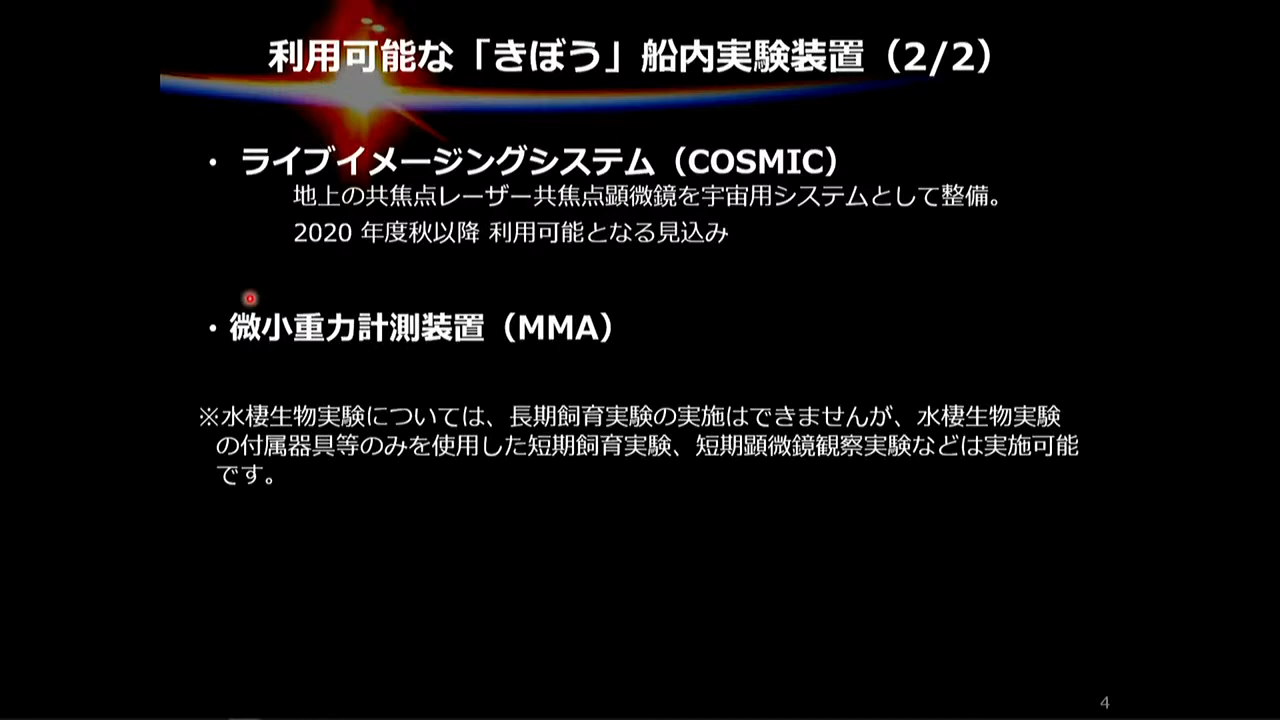 利用可能な「きぼう」船内実験装置（2/2）
・ ライブイメージングシステム（COSMIC）
地上の共焦点レーザー共焦点顕微鏡を宇宙用システムとして整備。
2020 年度秋以降 利用可能となる見込み
・微小重力計測装置（MMA）
※水棲生物実験については、長期飼育実験の実施はできませんが、水棲生物実験
の付属器具等のみを使用した短期飼育実験、短期顕微鏡観察実験などは実施可能
です。
4